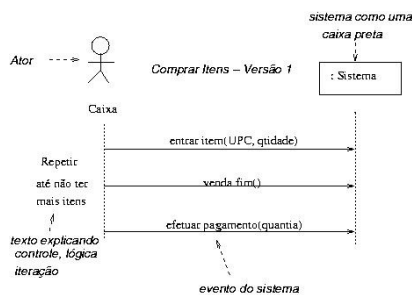 sistema como uma
caixa preta
Ator
Comprar Itens – Versão 1
: Sistema
Caixa
entrar item(UPC, qtidade)
Repetir
até não ter
mais itens
venda fim()
efetuar pagamento(quantia)
texto explicando
controle, lógica
iteração
evento do sistema